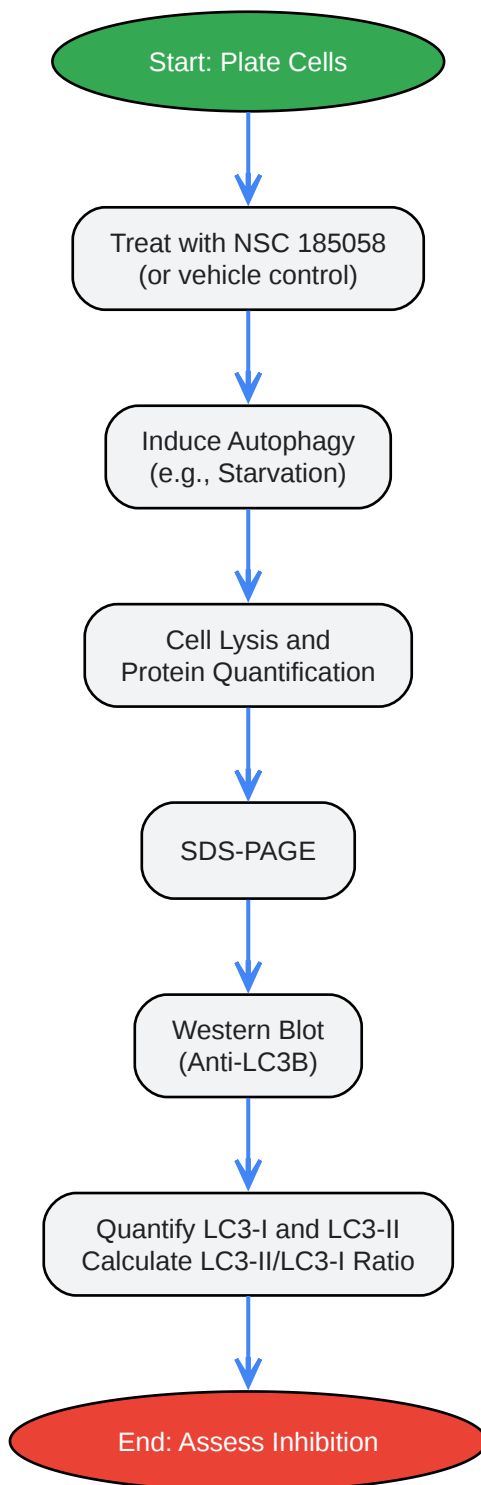 Start: Plate Cells
Treat with NSC 185058
(or vehicle control)
Induce Autophagy
(e.g., Starvation)
Cell Lysis and
Protein Quantification
SDS-PAGE
Western Blot
(Anti-LC3B)
Quantify LC3-I and LC3-II
Calculate LC3-II/LC3-I Ratio
End: Assess Inhibition